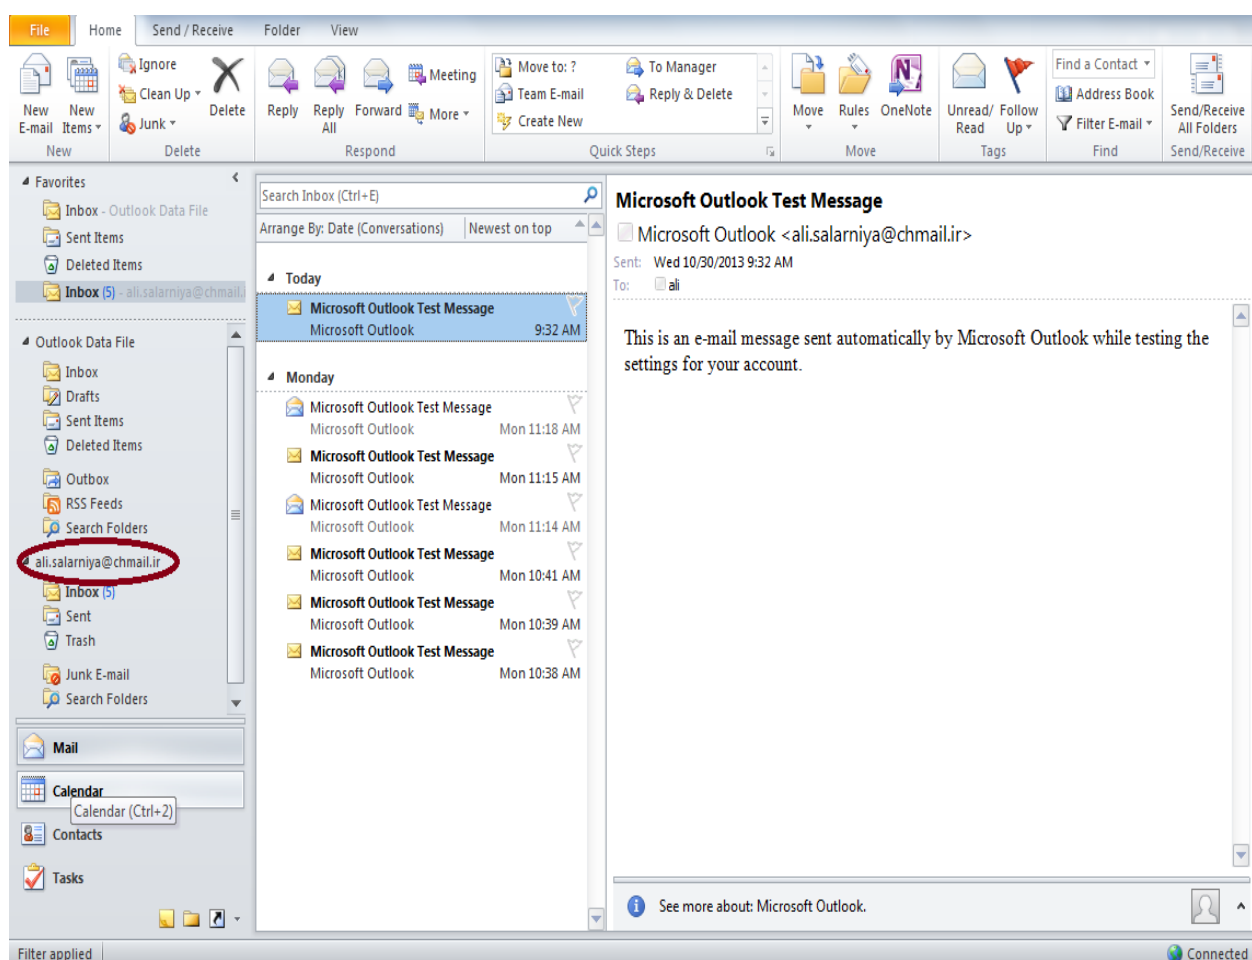 File Home Send / Receive Folder View
Ignore
Clean Up
Junk
Delete
New E-mail
New Items
Reply
Reply All
Forward
Meeting
More
Move to: ?
Team E-mail
Create New
To Manager
Reply & Delete
Move
Rules
OneNote
Unread/ Read
Follow Up
Find a Contact
Address Book
Filter E-mail
Send/Receive All Folders
New Delete Respond Quick Steps Move Tags Find Send/Receive
Favorites
Inbox - Outlook Data File
Sent Items
Deleted Items
Inbox (5) - ali.salarniya@chmail.i
Outlook Data File
Inbox
Drafts
Sent Items
Deleted Items
Outbox
RSS Feeds
Search Folders
ali.salarniya@chmail.ir
Inbox (5)
Sent
Trash
Junk E-mail
Search Folders
Mail
Calendar
Calendar (Ctrl+2)
Contacts
Tasks
Search Inbox (Ctrl+E)
Arrange By: Date (Conversations) Newest on top
Today
Microsoft Outlook Test Message
Microsoft Outlook 9:32 AM
Monday
Microsoft Outlook Test Message
Microsoft Outlook Mon 11:18 AM
Microsoft Outlook Test Message
Microsoft Outlook Mon 11:15 AM
Microsoft Outlook Test Message
Microsoft Outlook Mon 11:14 AM
Microsoft Outlook Test Message
Microsoft Outlook Mon 10:41 AM
Microsoft Outlook Test Message
Microsoft Outlook Mon 10:39 AM
Microsoft Outlook Test Message
Microsoft Outlook Mon 10:38 AM
Microsoft Outlook Test Message
Microsoft Outlook <ali.salarniya@chmail.ir>
Sent: Wed 10/30/2013 9:32 AM
To: ali
This is an e-mail message sent automatically by Microsoft Outlook while testing the
settings for your account.
See more about: Microsoft Outlook.
Filter applied
Connected